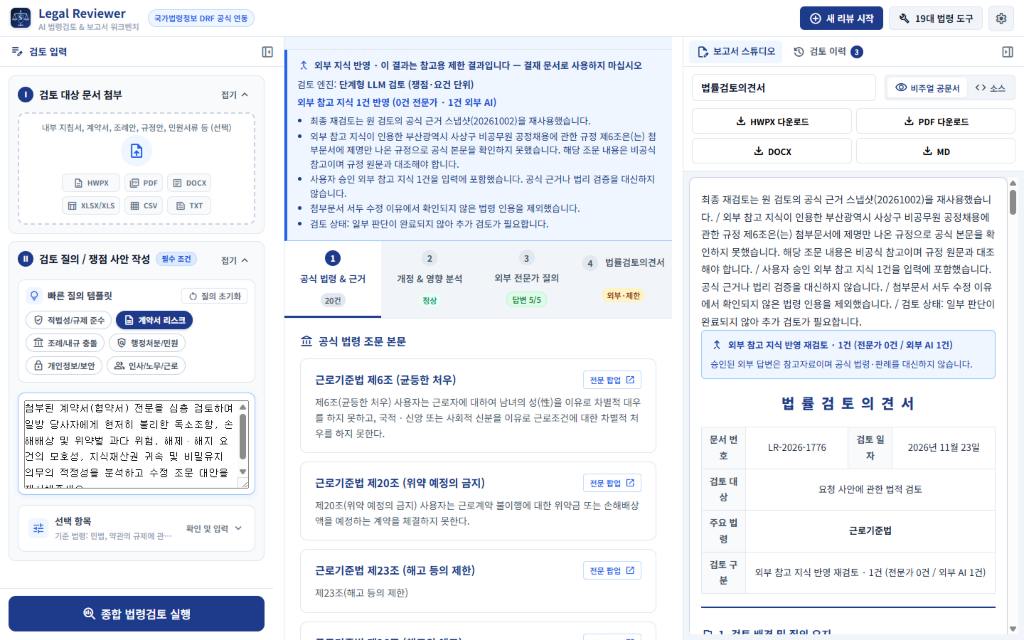 Legal Reviewer
AI 법령검토 & 보고서 워크벤치
국가법령정보 DRF 공식 연동
새 리뷰 시작
19대 법령 도구
검토 입력
I 검토 대상 문서 첨부
접기
내부 지침서, 계약서, 조례안, 규정안, 민원서류 등 (선택)
HWPX
PDF
DOCX
XLSX/XLS
CSV
TXT
II 검토 질의 / 쟁점 사안 작성
필수 조건
접기
빠른 질의 템플릿
질의 초기화
적법성/규제 준수
계약서 리스크
조례/내규 충돌
행정처분/민원
개인정보/보안
인사/노무/근로
첨부된 계약서(협약서) 전문을 심층 검토하여
일방 당사자에게 현저히 불리한 독소조항, 손
해배상 및 위약벌 과다 위험, 해제·해지 요
건의 모호성, 지식재산권 귀속 및 비밀유지
의무의 적정성을 분석하고 수정 조문 대안을
선택 항목
기준 법령: 민법, 약관의 규제에 관…
확인 및 입력
종합 법령검토 실행
외부 지식 반영 · 이 결과는 참고용 제한 결과입니다 — 결재 문서로 사용하지 마십시오
검토 엔진: 단계형 LLM 검토 (쟁점·요건 단위)
외부 참고 지식 1건 반영 (0건 전문가 · 1건 외부 AI)
• 최종 재검토는 원 검토의 공식 근거 스냅샷(20261002)을 재사용했습니다.
• 외부 참고 지식이 인용한 부산광역시 사상구 비공무원 공정채용에 관한 규정 제6조은(는) 첨
부문서에 제명만 나온 규정으로 공식 본문을 확인하지 못했습니다. 해당 조문 내용은 비공식
참고이며 규정 원문과 대조해야 합니다.
• 사용자 승인 외부 참고 지식 1건을 입력에 포함했습니다. 공식 근거나 법리 검증을 대신하지
않습니다.
• 첨부문서 서두 수정 이유에서 확인되지 않은 법령 인용을 제외했습니다.
• 검토 상태: 일부 판단이 완료되지 않아 추가 검토가 필요합니다.
1
공식 법령 & 근거
20건
2
개정 & 영향 분석
정상
3
외부 전문가 질의
답변 5/5
4 법률검토의견서
외부·제한
공식 법령 조문 본문
근로기준법 제6조 (균등한 처우)
전문 팝업
제6조(균등한 처우) 사용자는 근로자에 대하여 남녀의 성(性)을 이유로 차별적 대우
를 하지 못하고, 국적·신앙 또는 사회적 신분을 이유로 근로조건에 대한 차별적 처
우를 하지 못한다.
근로기준법 제20조 (위약 예정의 금지)
전문 팝업
제20조(위약 예정의 금지) 사용자는 근로계약 불이행에 대한 위약금 또는 손해배상
액을 예정하는 계약을 체결하지 못한다.
근로기준법 제23조 (해고 등의 제한)
전문 팝업
제23조(해고 등의 제한)
보고서 스튜디오
검토 이력 3
법률검토의견서
비주얼 공문서
소스
HWPX 다운로드
PDF 다운로드
DOCX
MD
최종 재검토는 원 검토의 공식 근거 스냅샷(20261002)을 재사용했습니
다. / 외부 참고 지식이 인용한 부산광역시 사상구 비공무원 공정채용에
관한 규정 제6조은(는) 첨부문서에 제명만 나온 규정으로 공식 본문을 확
인하지 못했습니다. 해당 조문 내용은 비공식 참고이며 규정 원문과 대조
해야 합니다. / 사용자 승인 외부 참고 지식 1건을 입력에 포함했습니다.
공식 근거나 법리 검증을 대신하지 않습니다. / 첨부문서 서두 수정 이유에
서 확인되지 않은 법령 인용을 제외했습니다. / 검토 상태: 일부 판단이
완료되지 않아 추가 검토가 필요합니다.
외부 참고 지식 반영 재검토 · 1건 (전문가 0건 / 외부 AI 1건)
승인된 외부 답변은 참고자료이며 공식 법령·판례를 대신하지 않습니다.
법 률 검 토 의 견 서
문서 번호
LR-2026-1776
검토 일자
2026년 11월 23일
검토 대상
요청 사안에 관한 법적 검토
주요 법령
근로기준법
검토 구분
외부 참고 지식 반영 재검토 · 1건 (전문가 0건 / 외부 AI 1건)
1. 검토 배경 및 질의 요지